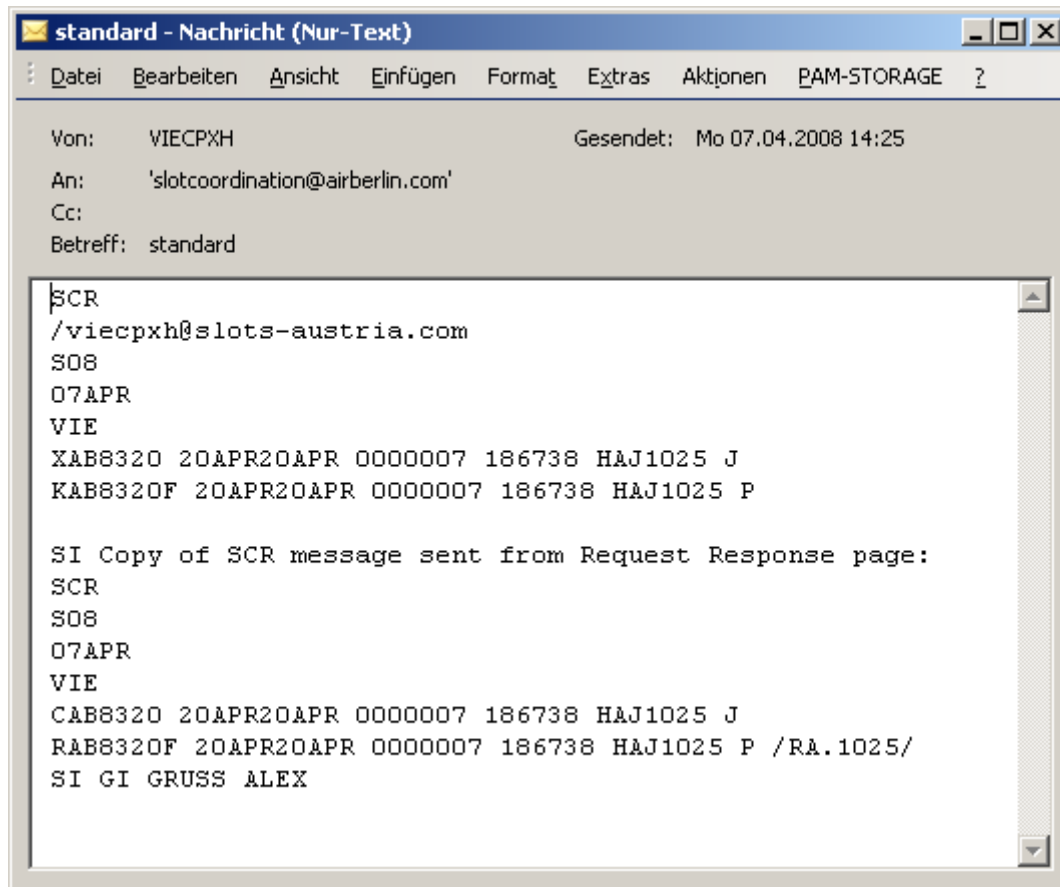 standard - Nachricht (Nur-Text)
Datei Bearbeiten Ansicht Einfügen Format Extras Aktionen PAM-STORAGE ?
Von: VIECPXH Gesendet: Mo 07.04.2008 14:25
An: 'slotcoordination@airberlin.com'
Cc:
Betreff: standard
SCR
/viecpxh@slots-austria.com
S08
07APR
VIE
XAB8320 20APR20APR 0000007 186738 HAJ1025 J
KAB8320F 20APR20APR 0000007 186738 HAJ1025 P

SI Copy of SCR message sent from Request Response page:
SCR
S08
07APR
VIE
CAB8320 20APR20APR 0000007 186738 HAJ1025 J
RAB8320F 20APR20APR 0000007 186738 HAJ1025 P /RA.1025/
SI GI GRUSS ALEX